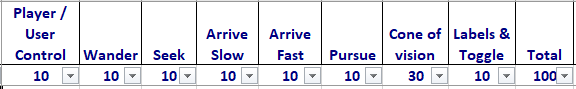 Player / User Control Wander Seek Arrive Slow Arrive Fast Pursue Cone of vision Labels & Toggle Total
10 10 10 10 10 10 30 10 100